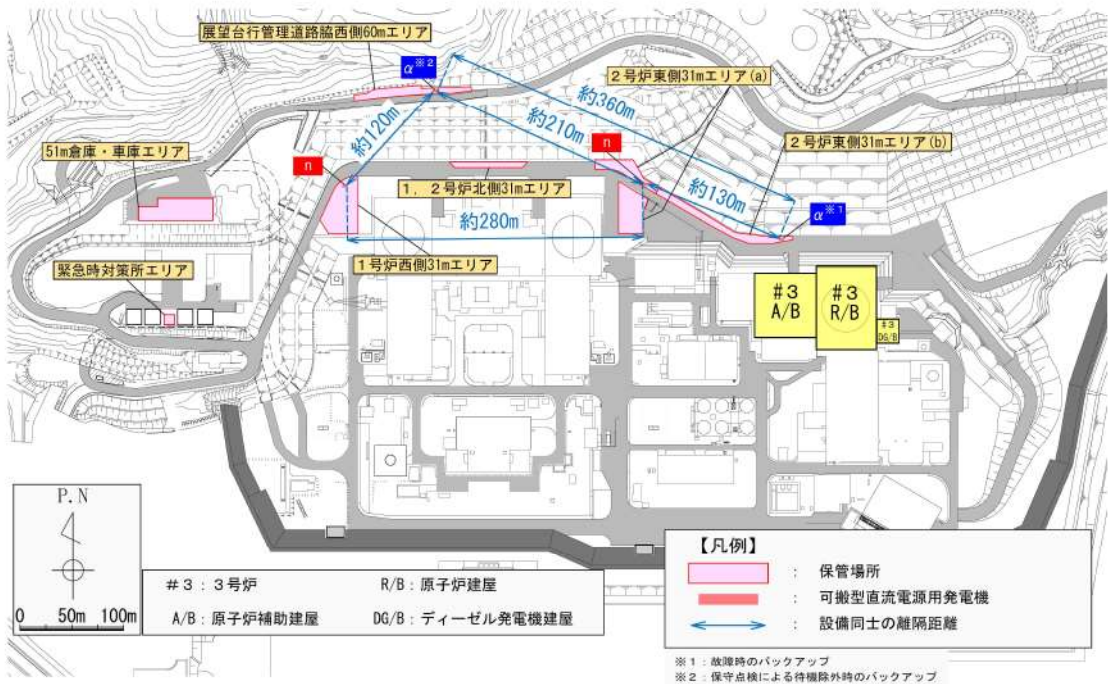 展望台行管理道路脇西側60mエリア
α※2
2号炉東側31mエリア(a)
約360m
約120m
約210m
51m倉庫・車庫エリア
n
n
2号炉東側31mエリア(b)
1,2号炉北側31mエリア
約130m
α※1
約280m
1号炉西側31mエリア
緊急時対策所エリア
#3
A/B
#3
R/B
#3
DG/B
P.N
0 50m 100m
#3:3号炉
R/B:原子炉建屋
A/B:原子炉補助建屋
DG/B:ディーゼル発電機建屋
【凡例】
: 保管場所
: 可搬型直流電源用発電機
: 設備同士の離隔距離
※1:故障時のバックアップ
※2:保守点検による待機除外時のバックアップ